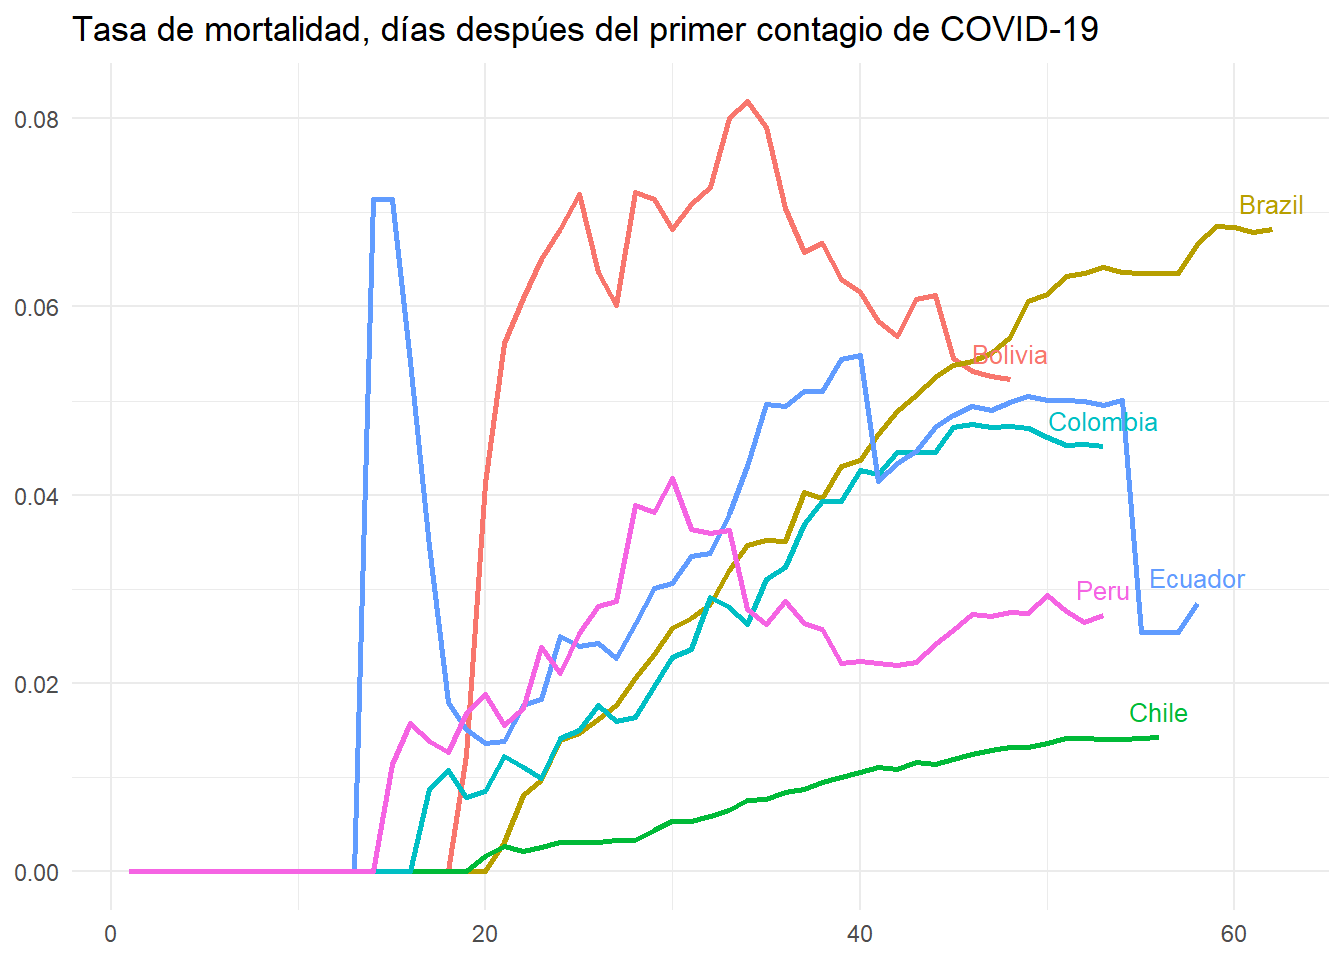 Tasa de mortalidad, días despúes del primer contagio de COVID-19
0.08
Brazil
0.06
Bolivia
Colombia
0.04
Ecuador
Peru
0.02
Chile
0.00
0 20 40 60